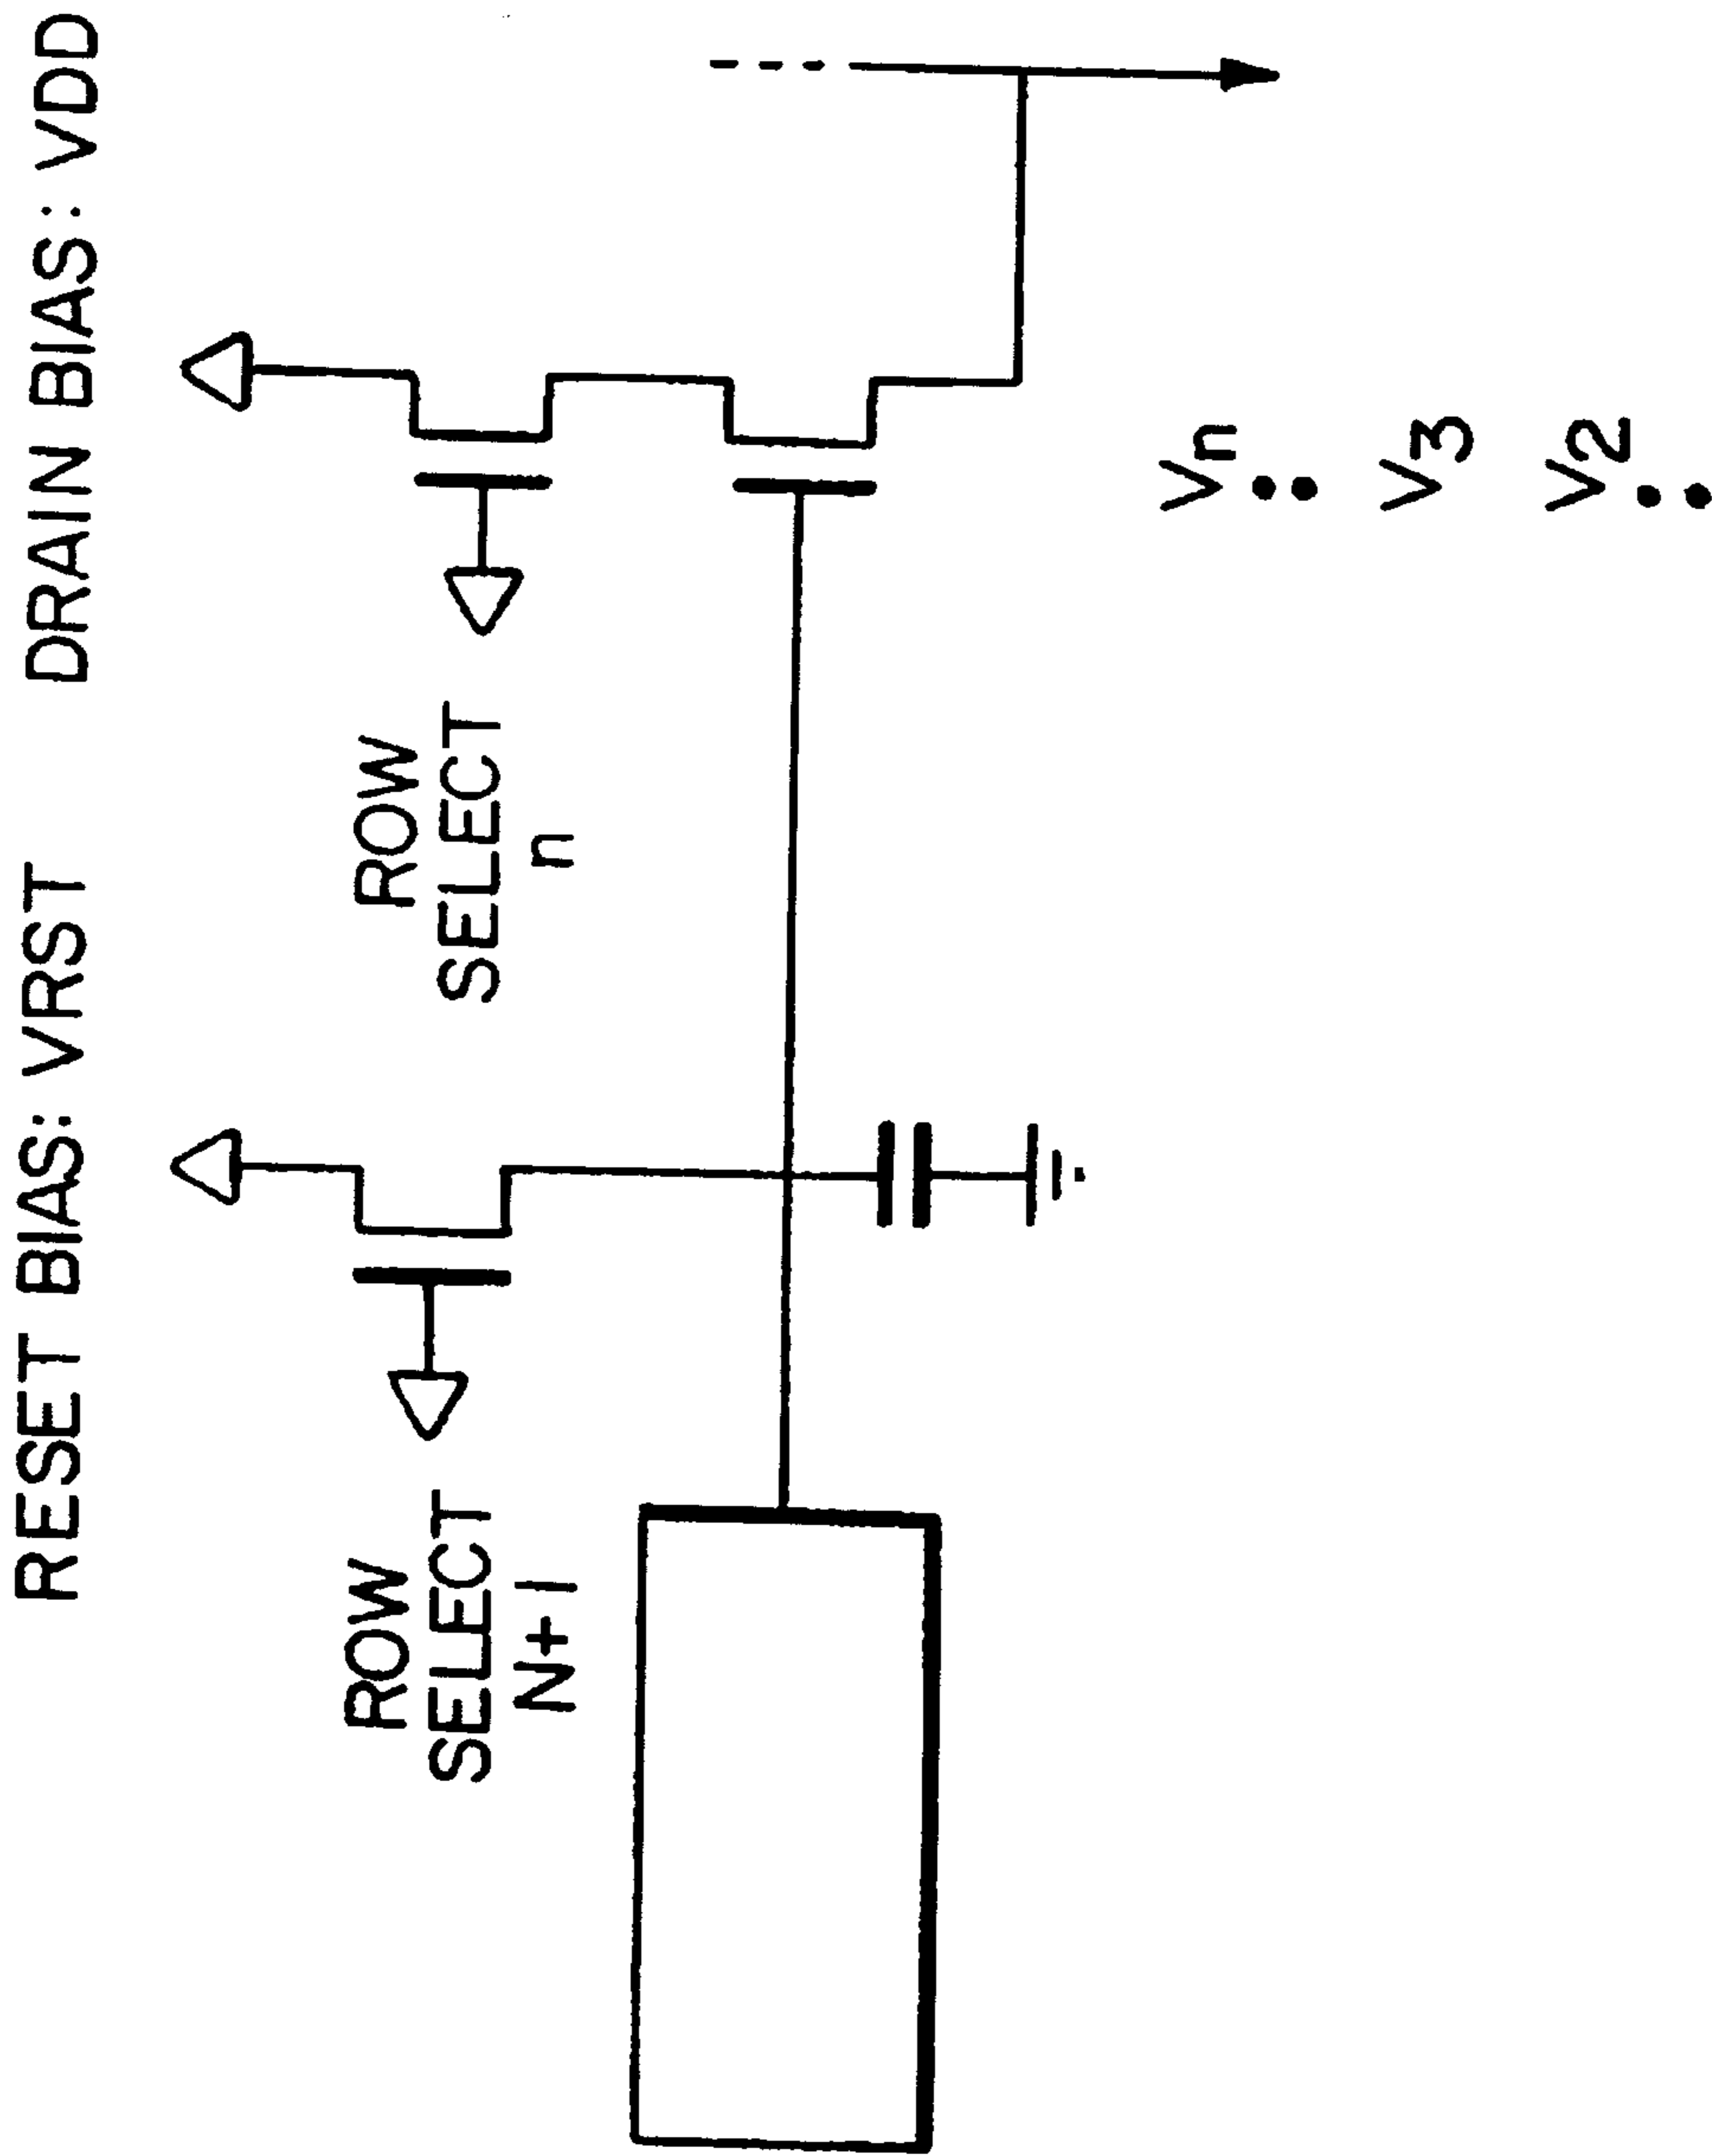 RESET BIAS: VRST
DRAIN BIAS: VDD
ROW
SELECT
N+1
ROW
SELECT
n
Vn
V3
V2